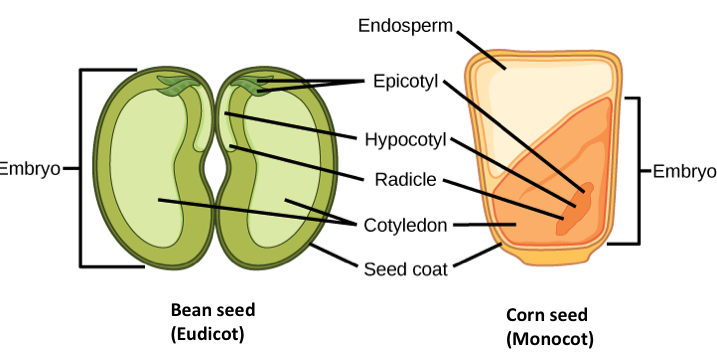 Endosperm
Epicotyl
Hypocotyl
Embryo
Embryo
Radicle
Cotyledon
Seed coat
Bean seed
(Eudicot)
Corn seed
(Monocot)